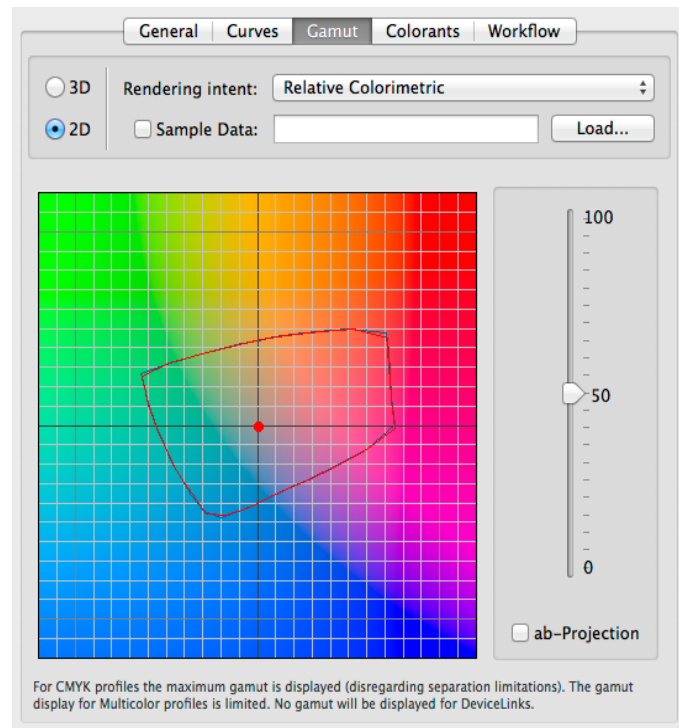 General Curves Gamut Colorants Workflow
3D
Rendering intent: Relative Colorimetric
2D
Sample Data: Load...
100
50
0
ab-Projection
For CMYK profiles the maximum gamut is displayed (disregarding separation limitations). The gamut
display for Multicolor profiles is limited. No gamut will be displayed for DeviceLinks.